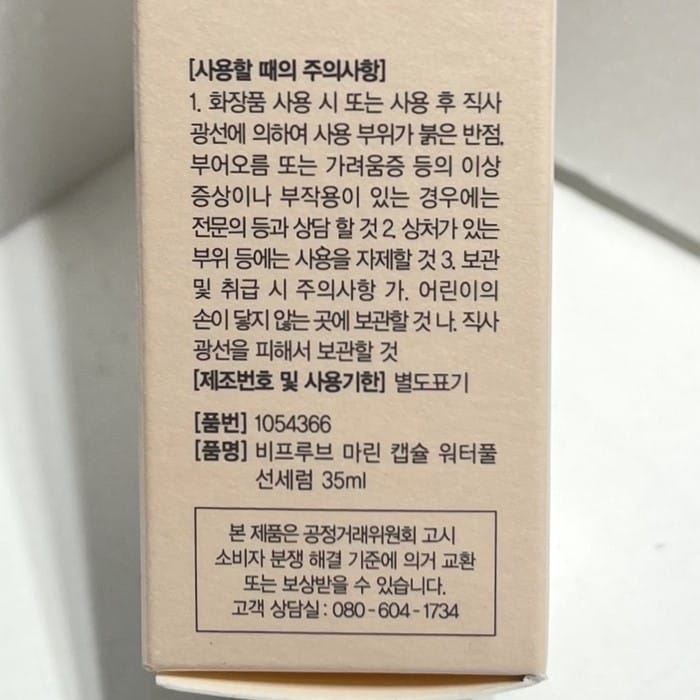 [사용할 때의 주의사항]
1. 화장품 사용 시 또는 사용 후 직사
광선에 의하여 사용 부위가 붉은 반점,
부어오름 또는 가려움증 등의 이상
증상이나 부작용이 있는 경우에는
전문의 등과 상담 할 것 2. 상처가 있는
부위 등에는 사용을 자제할 것 3. 보관
및 취급 시 주의사항 가. 어린이의
손이 닿지 않는 곳에 보관할 것 나. 직사
광선을 피해서 보관할 것
[제조번호 및 사용기한] 별도표기
[품번] 1054366
[품명] 비프루브 마린 캡슐 워터풀
선세럼 35ml
본 제품은 공정거래위원회 고시
소비자 분쟁 해결 기준에 의거 교환
또는 보상받을 수 있습니다.
고객 상담실 : 080-604-1734